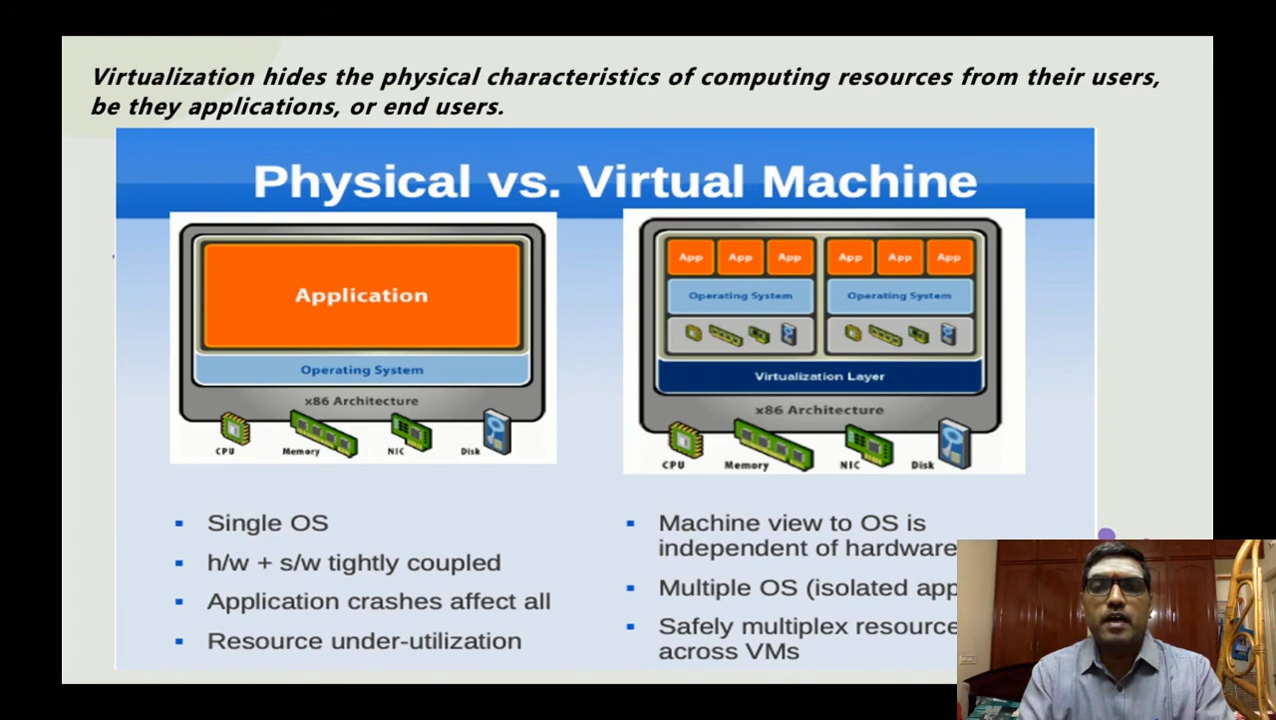 Virtualization hides the physical characteristics of computing resources from their users,
be they applications, or end users.
Physical vs. Virtual Machine
Application
Operating System
x86 Architecture
CPU Memory NIC Disk
App App App App App App
Operating System Operating System
Virtualization Layer
x86 Architecture
CPU Memory NIC Disk
▪ Single OS
▪ h/w + s/w tightly coupled
▪ Application crashes affect all
▪ Resource under-utilization
▪ Machine view to OS is
independent of hardware
▪ Multiple OS (isolated app
▪ Safely multiplex resource
across VMs